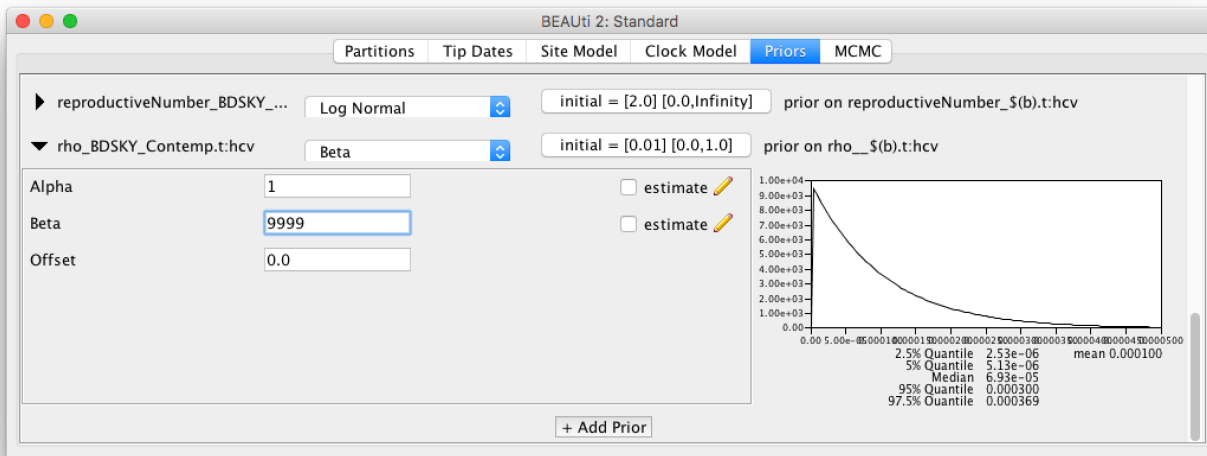 BEAUti 2: Standard
Partitions Tip Dates Site Model Clock Model Priors MCMC
reproductiveNumber_BDSKY_... Log Normal initial = [2.0] [0.0,Infinity] prior on reproductiveNumber_$(b).t:hcv
rho_BDSKY_Contemp.t:hcv Beta initial = [0.01] [0.0,1.0] prior on rho__$(b).t:hcv
Alpha 1 estimate
Beta 9999 estimate
Offset 0.0
1.00e+04
9.00e+03
8.00e+03
7.00e+03
6.00e+03
5.00e+03
4.00e+03
3.00e+03
2.00e+03
1.00e+03
0.00
0.00
2.5% Quantile 2.53e-06 mean 0.000100
5% Quantile 5.13e-06
Median 6.93e-05
95% Quantile 0.000300
97.5% Quantile 0.000369
+ Add Prior